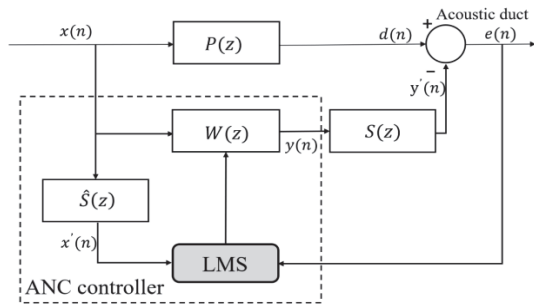 Acoustic duct
x(n)
P(z)
d(n)
+
e(n)
−
y'(n)
W(z)
y(n)
S(z)
Ŝ(z)
x'(n)
LMS
ANC controller